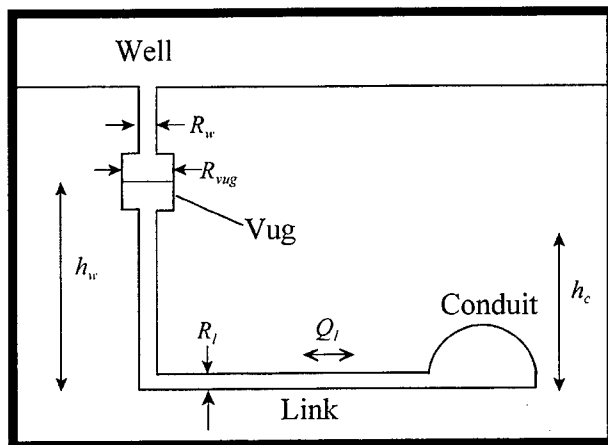 Well
R_w
R_vug
Vug
h_w
h_c
Conduit
R_l
Q_l
Link